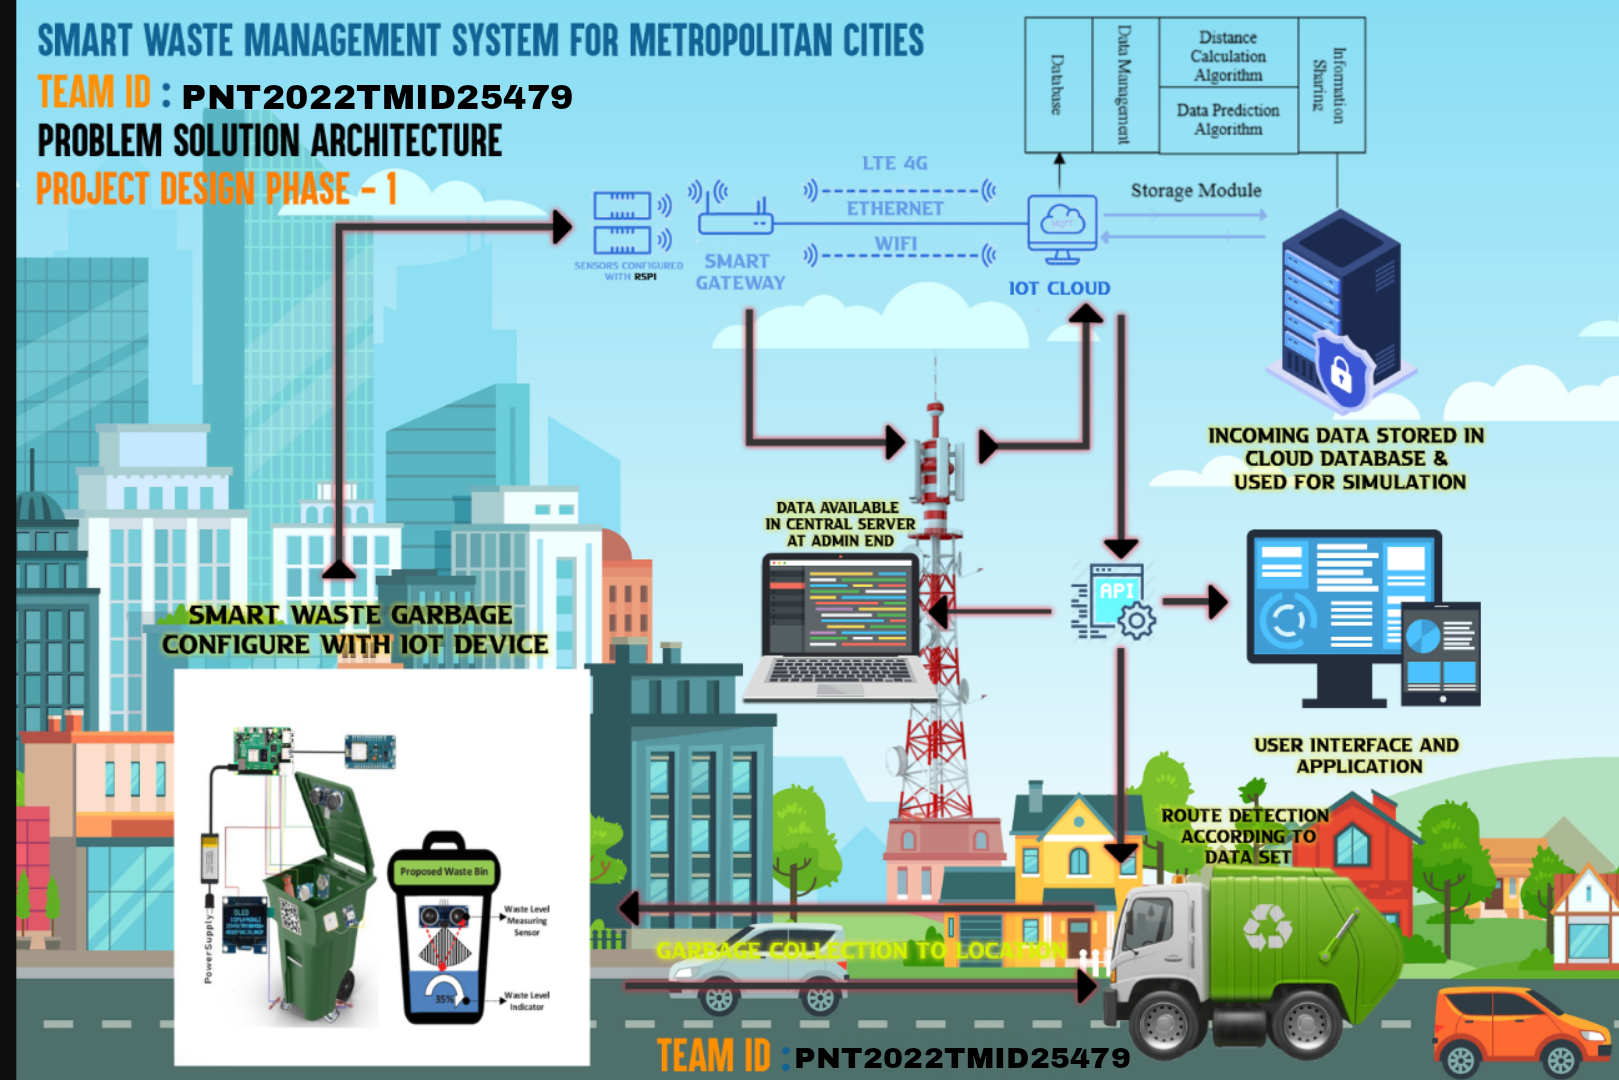 SMART WASTE MANAGEMENT SYSTEM FOR METROPOLITAN CITIES
TEAM ID : PNT2022TMID25479
PROBLEM SOLUTION ARCHITECTURE
PROJECT DESIGN PHASE - 1
Database
Data Management
Distance
Calculation
Algorithm
Data Prediction
Algorithm
Information
Sharing
Storage Module
LTE 4G
ETHERNET
WIFI
SENSORS CONFIGURED
WITH RSPI
SMART
GATEWAY
MQTT
IOT CLOUD
INCOMING DATA STORED IN
CLOUD DATABASE &
USED FOR SIMULATION
DATA AVAILABLE
IN CENTRAL SERVER
AT ADMIN END
API
USER INTERFACE AND
APPLICATION
SMART WASTE GARBAGE
CONFIGURE WITH IOT DEVICE
Power Supply
OLED
Proposed Waste Bin
Waste Level
Measuring
Sensor
35%
Waste Level
Indicator
ROUTE DETECTION
ACCORDING TO
DATA SET
GARBAGE COLLECTION TO LOCATION
TEAM ID : PNT2022TMID25479